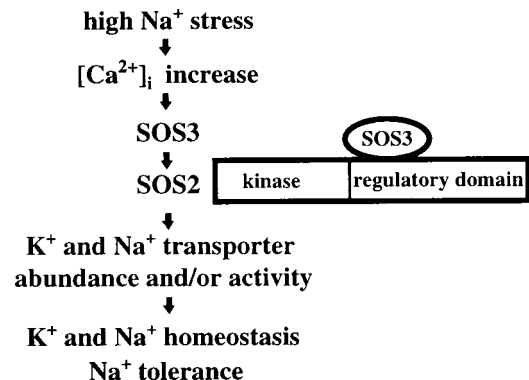 high Na⁺ stress
[Ca²⁺]ᵢ increase
SOS3
SOS2
SOS3
kinase
regulatory domain
K⁺ and Na⁺ transporter
abundance and/or activity
K⁺ and Na⁺ homeostasis
Na⁺ tolerance